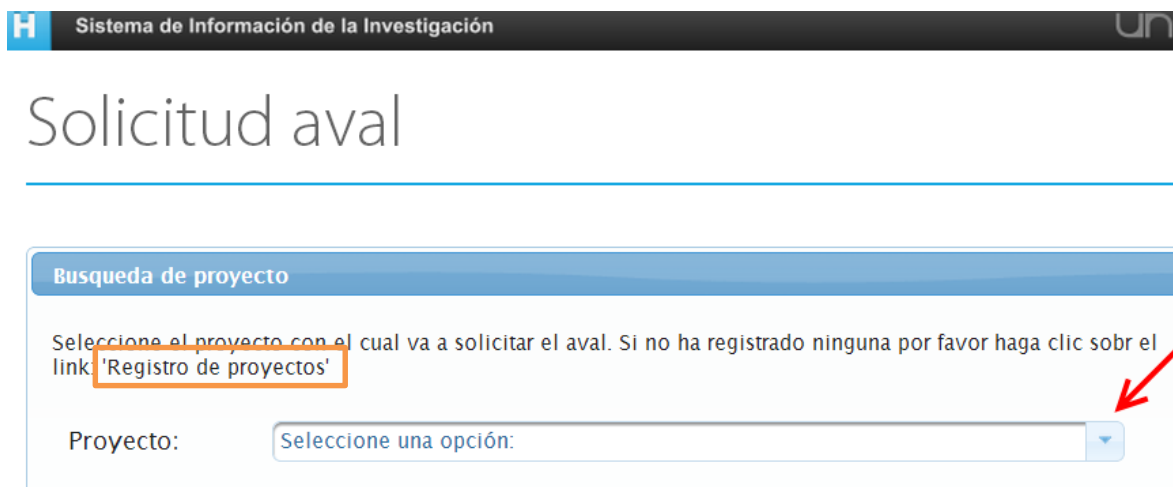 H Sistema de Información de la Investigación un
Solicitud aval
Busqueda de proyecto
Seleccione el proyecto con el cual va a solicitar el aval. Si no ha registrado ninguna por favor haga clic sobr el
link: 'Registro de proyectos'
Proyecto: Seleccione una opción: